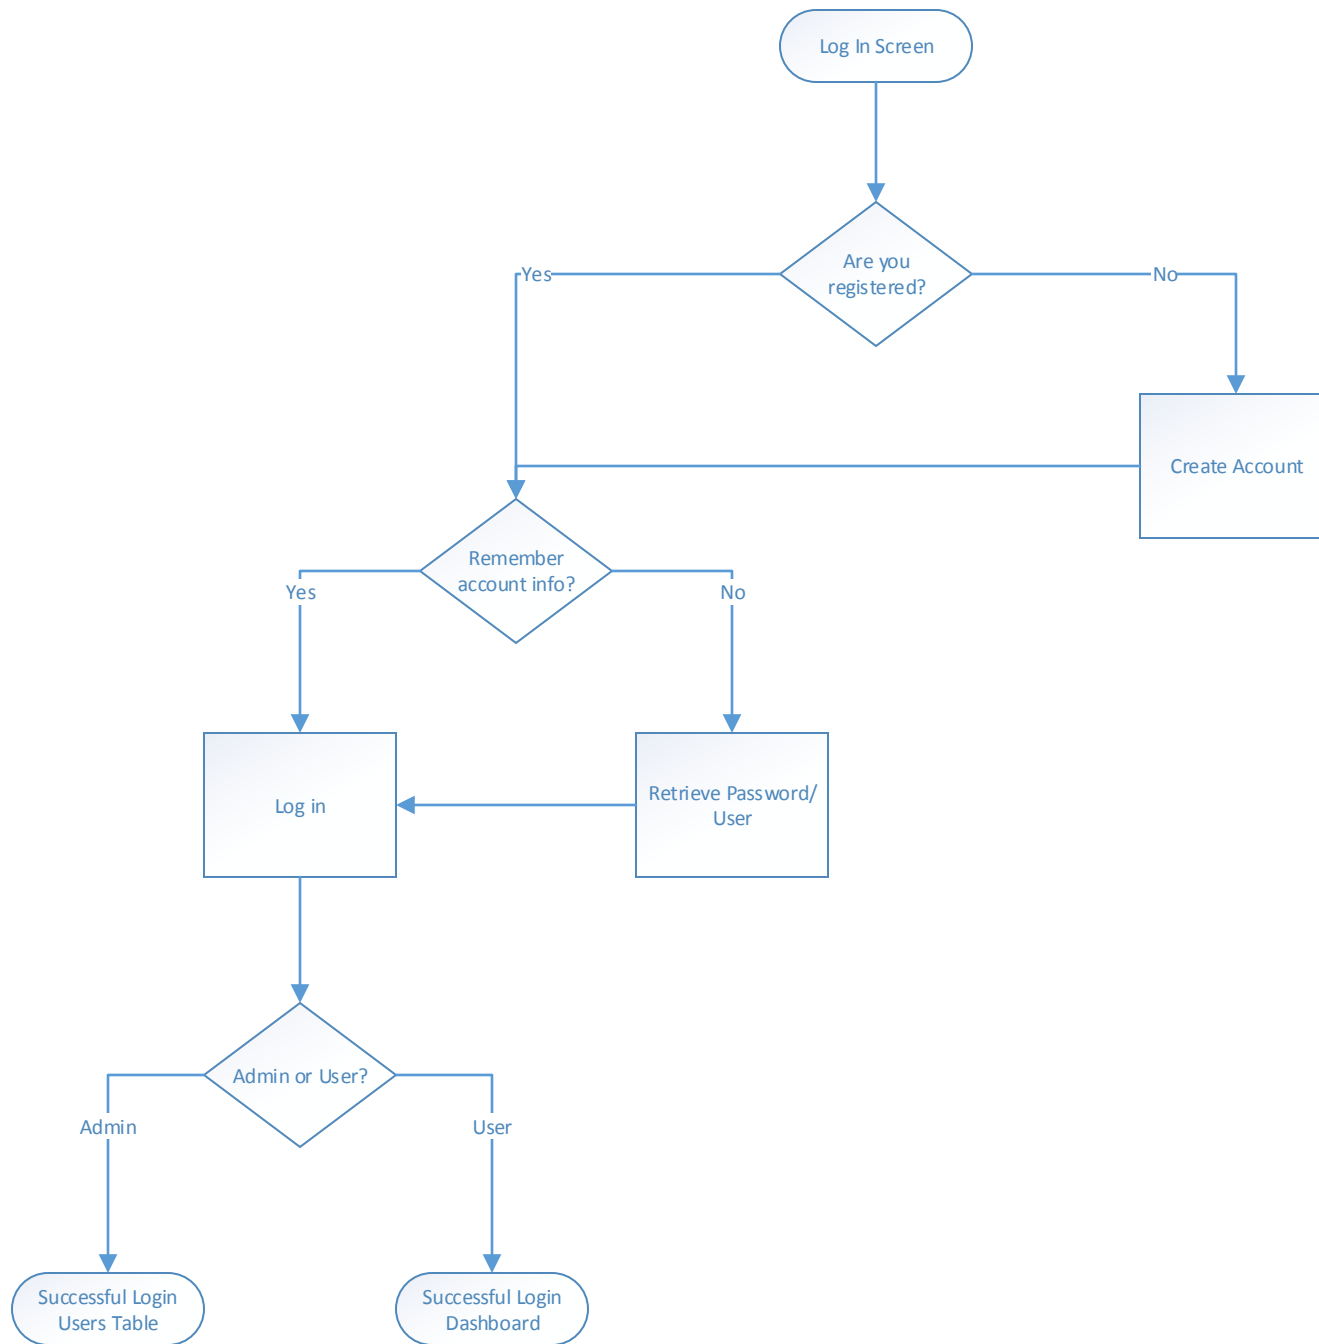 Log In Screen
Are you
registered?
Yes
No
Create Account
Remember
account info?
Yes
No
Log in
Retrieve Password/
User
Admin or User?
Admin
User
Successful Login
Users Table
Successful Login
Dashboard